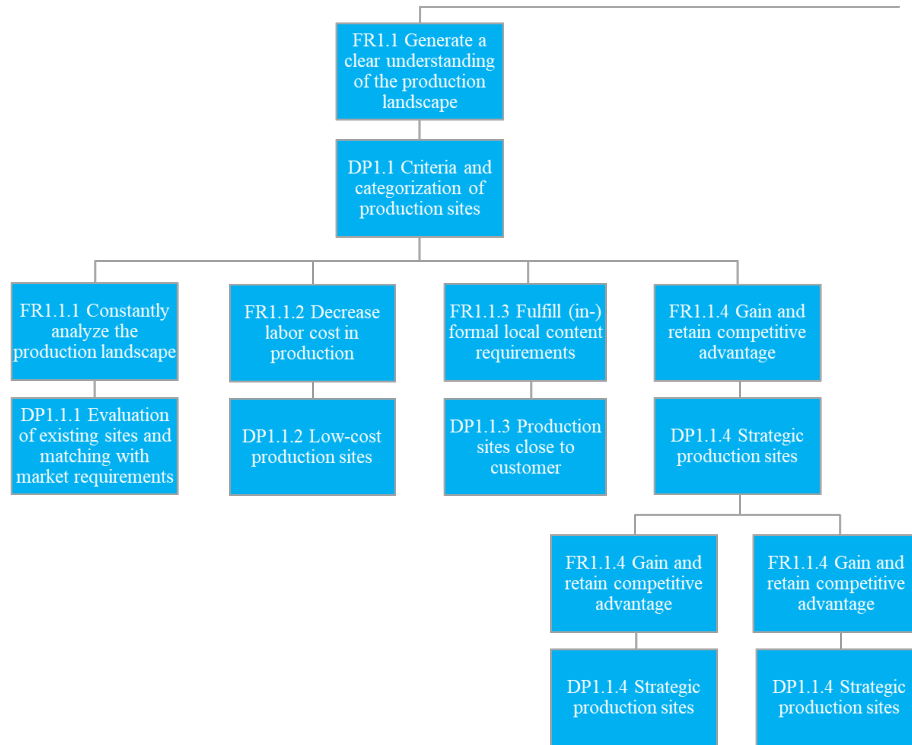 FR1.1 Generate a
clear understanding
of the production
landscape
DP1.1 Criteria and
categorization of
production sites
FR1.1.1 Constantly
analyze the
production landscape
DP1.1.1 Evaluation
of existing sites and
matching with
market requirements
FR1.1.2 Decrease
labor cost in
production
DP1.1.2 Low-cost
production sites
FR1.1.3 Fulfill (in-)
formal local content
requirements
DP1.1.3 Production
sites close to
customer
FR1.1.4 Gain and
retain competitive
advantage
DP1.1.4 Strategic
production sites
FR1.1.4 Gain and
retain competitive
advantage
DP1.1.4 Strategic
production sites
FR1.1.4 Gain and
retain competitive
advantage
DP1.1.4 Strategic
production sites